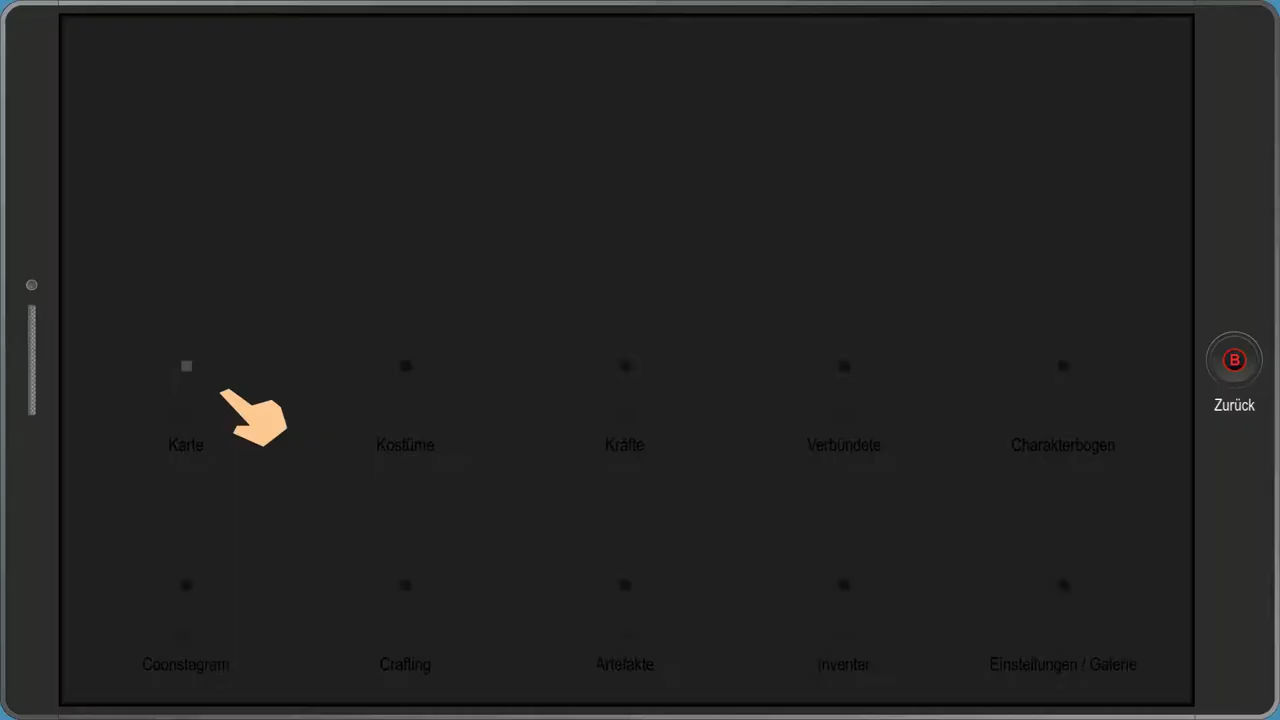 B
Zurück
Karte
Kostüme
Kräfte
Verbündete
Charakterbogen
Coonstagram
Crafting
Artefakte
Inventar
Einstellungen / Galerie